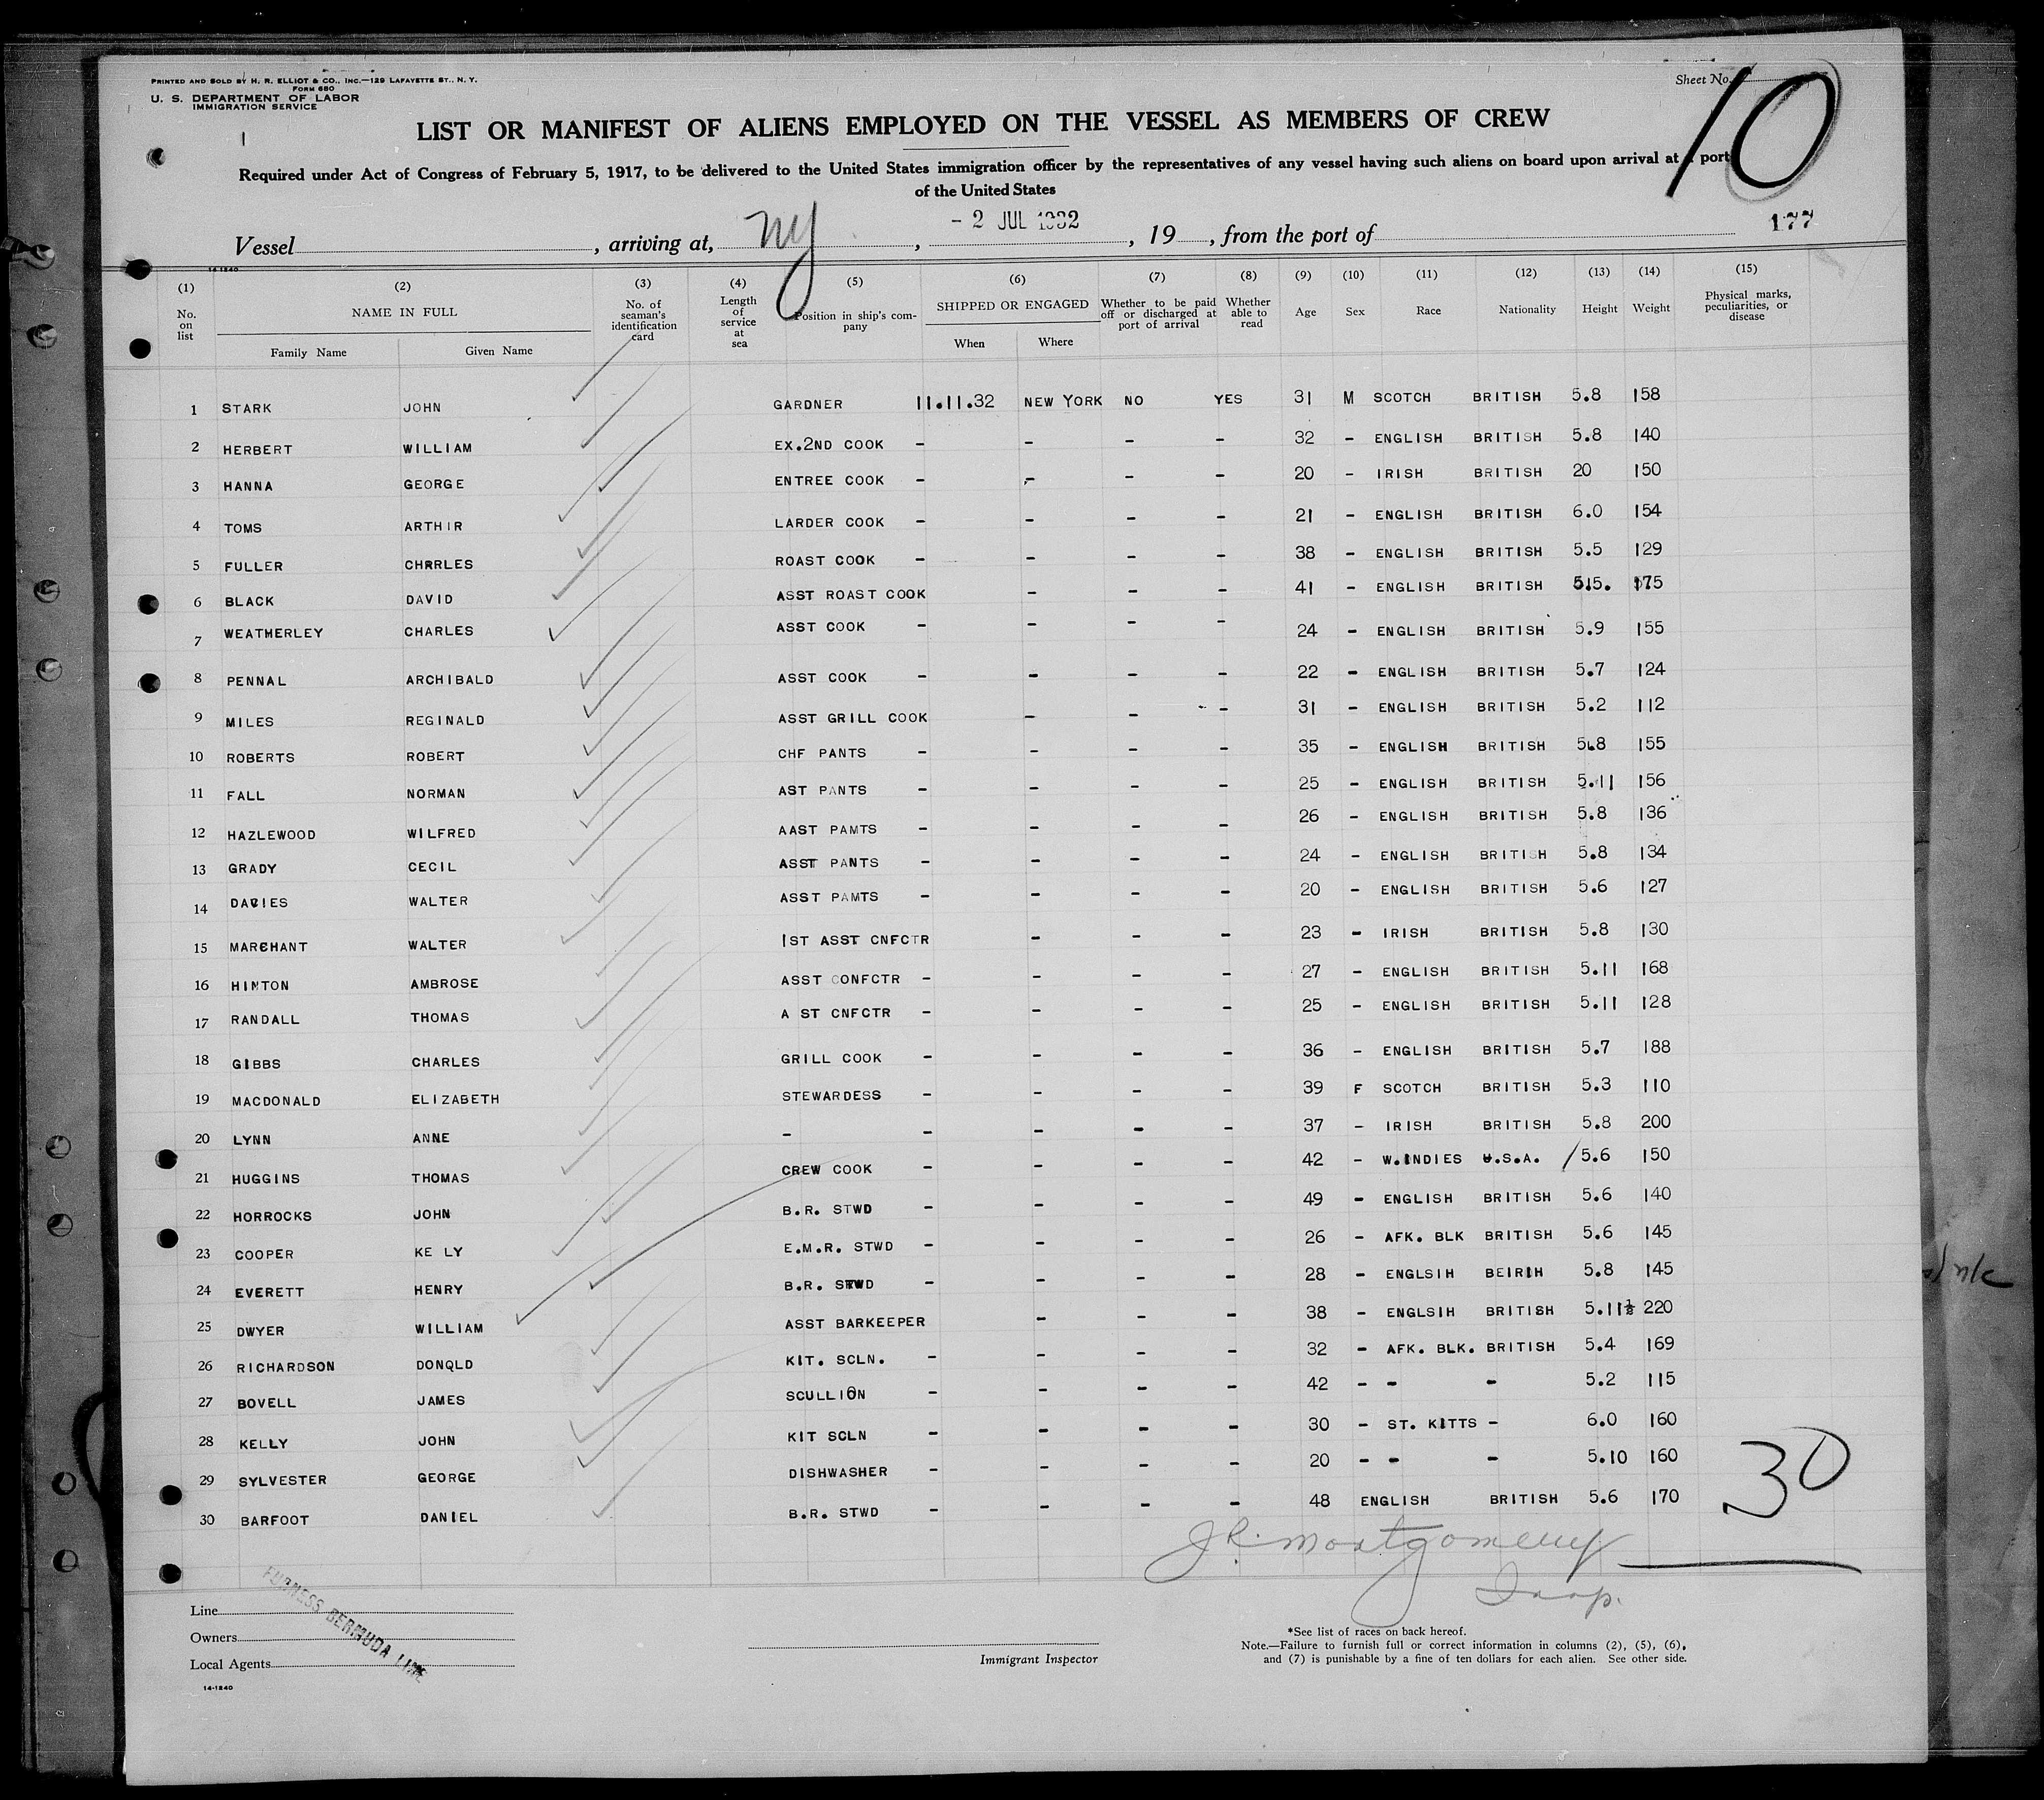 PRINTED AND SOLD BY H. R. ELLIOT & CO., INC.—129 LAFAYETTE ST., N. Y.
FORM 680
U. S. DEPARTMENT OF LABOR
IMMIGRATION SERVICE
Sheet No. 10
LIST OR MANIFEST OF ALIENS EMPLOYED ON THE VESSEL AS MEMBERS OF CREW
Required under Act of Congress of February 5, 1917, to be delivered to the United States immigration officer by the representatives of any vessel having such aliens on board upon arrival at a port
of the United States
177
Vessel , arriving at, NY , - 2 JUL 1932 , 19 , from the port of
14-1240
(1) (2) (3) (4) (5) (6) (7) (8) (9) (10) (11) (12) (13) (14) (15)
No. on list NAME IN FULL Family Name Given Name No. of seaman's identification card Length of service at sea Position in ship's company SHIPPED OR ENGAGED When Where Whether to be paid off or discharged at port of arrival Whether able to read Age Sex Race Nationality Height Weight Physical marks, peculiarities, or disease
1 STARK JOHN GARDNER 11.11.32 NEW YORK NO YES 31 M SCOTCH BRITISH 5.8 158
2 HERBERT WILLIAM EX.2ND COOK - - - - 32 - ENGLISH BRITISH 5.8 140
3 HANNA GEORGE ENTREE COOK - - - - 20 - IRISH BRITISH 20 150
4 TOMS ARTHIR LARDER COOK - - - - 21 - ENGLISH BRITISH 6.0 154
5 FULLER CHRRLES ROAST COOK - - - - 38 - ENGLISH BRITISH 5.5 129
6 BLACK DAVID ASST ROAST COOK - - - 41 - ENGLISH BRITISH 5.5. 175
7 WEATHERLEY CHARLES ASST COOK - - - - 24 - ENGLISH BRITISH 5.9 155
8 PENNAL ARCHIBALD ASST COOK - - - - 22 - ENGLISH BRITISH 5.7 124
9 MILES REGINALD ASST GRILL COOK - - - 31 - ENGLISH BRITISH 5.2 112
10 ROBERTS ROBERT CHF PANTS - - - - 35 - ENGLISH BRITISH 5.8 155
11 FALL NORMAN AST PANTS - - - - 25 - ENGLISH BRITISH 5.11 156
12 HAZLEWOOD WILFRED AAST PAMTS - - - - 26 - ENGLISH BRITISH 5.8 136
13 GRADY CECIL ASST PANTS - - - - 24 - ENGLISH BRITISH 5.8 134
14 DAVIES WALTER ASST PAMTS - - - - 20 - ENGLISH BRITISH 5.6 127
15 MARCHANT WALTER 1ST ASST CNFCTR - - - 23 - IRISH BRITISH 5.8 130
16 HINTON AMBROSE ASST CONFCTR - - - - 27 - ENGLISH BRITISH 5.11 168
17 RANDALL THOMAS A ST CNFCTR - - - - 25 - ENGLISH BRITISH 5.11 128
18 GIBBS CHARLES GRILL COOK - - - - 36 - ENGLISH BRITISH 5.7 188
19 MACDONALD ELIZABETH STEWARDESS - - - - 39 F SCOTCH BRITISH 5.3 110
20 LYNN ANNE - - - - - 37 - IRISH BRITISH 5.8 200
21 HUGGINS THOMAS CREW COOK - - - - 42 - W.INDIES U.S.A. 5.6 150
22 HORROCKS JOHN B.R. STWD - - - - 49 - ENGLISH BRITISH 5.6 140
23 COOPER KE LY E.M.R. STWD - - - - 26 - AFK. BLK BRITISH 5.6 145
24 EVERETT HENRY B.R. STWD - - - - 28 - ENGLSIH BEIRIH 5.8 145
25 DWYER WILLIAM ASST BARKEEPER - - - 38 - ENGLSIH BRITISH 5.11½ 220
26 RICHARDSON DONQLD KIT. SCLN. - - - - 32 - AFK. BLK. BRITISH 5.4 169
27 BOVELL JAMES SCULLION - - - - 42 - - - 5.2 115
28 KELLY JOHN KIT SCLN - - - - 30 - ST. KITTS - 6.0 160
29 SYLVESTER GEORGE DISHWASHER - - - - 20 - - - 5.10 160
30 BARFOOT DANIEL B.R. STWD - - - - 48 ENGLISH BRITISH 5.6 170
30
J.R. Montgomery
Insp.
Line
Owners
Local Agents
FURNESS BERMUDA LINE
14-1240
Immigrant Inspector
*See list of races on back hereof.
Note.—Failure to furnish full or correct information in columns (2), (5), (6),
and (7) is punishable by a fine of ten dollars for each alien. See other side.